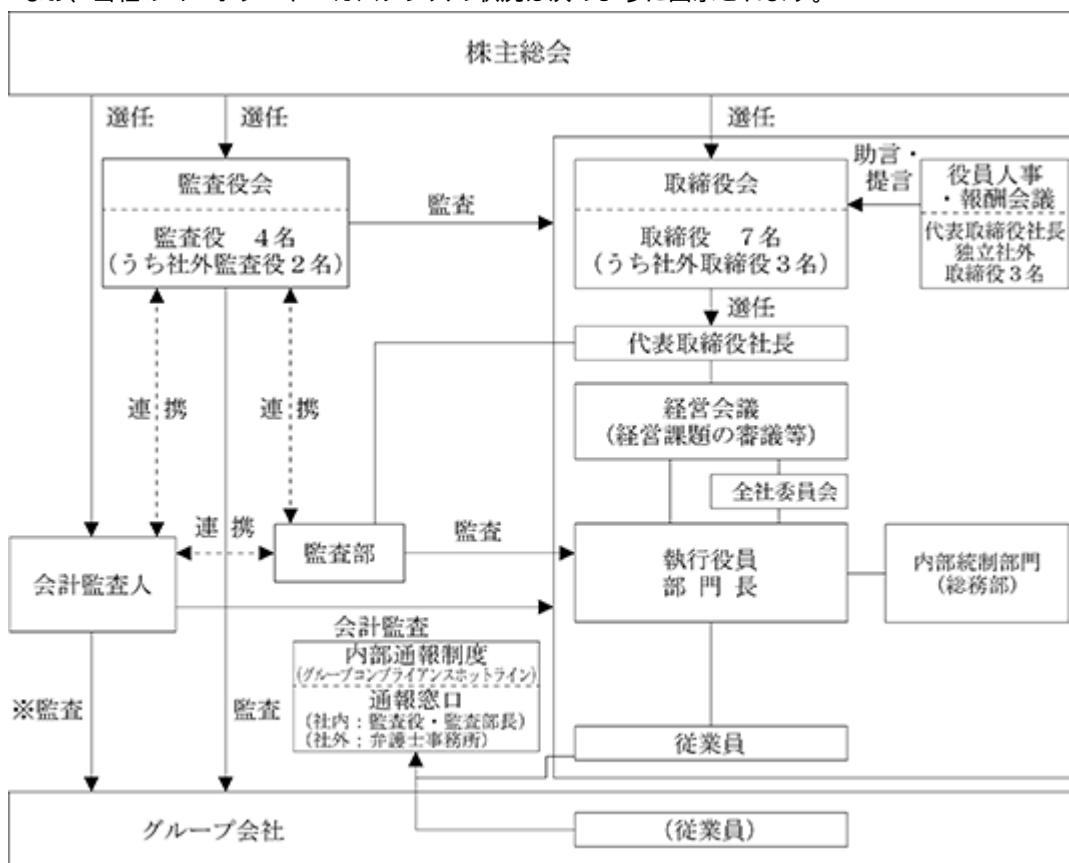 株主総会
選任
選任
選任
監査役会
監査役 4名
(うち社外監査役2名)
監査
取締役会
取締役 7名
(うち社外取締役3名)
助言・
提言
役員人事
・報酬会議
代表取締役社長
独立社外
取締役3名
選任
代表取締役社長
連携
連携
経営会議
(経営課題の審議等)
全社委員会
連携
会計監査人
監査部
監査
執行役員
部門長
内部統制部門
(総務部)
会計監査
内部通報制度
(グループコンプライアンスホットライン)
通報窓口
(社内:監査役・監査部長)
(社外:弁護士事務所)
※監査
監査
従業員
グループ会社
(従業員)